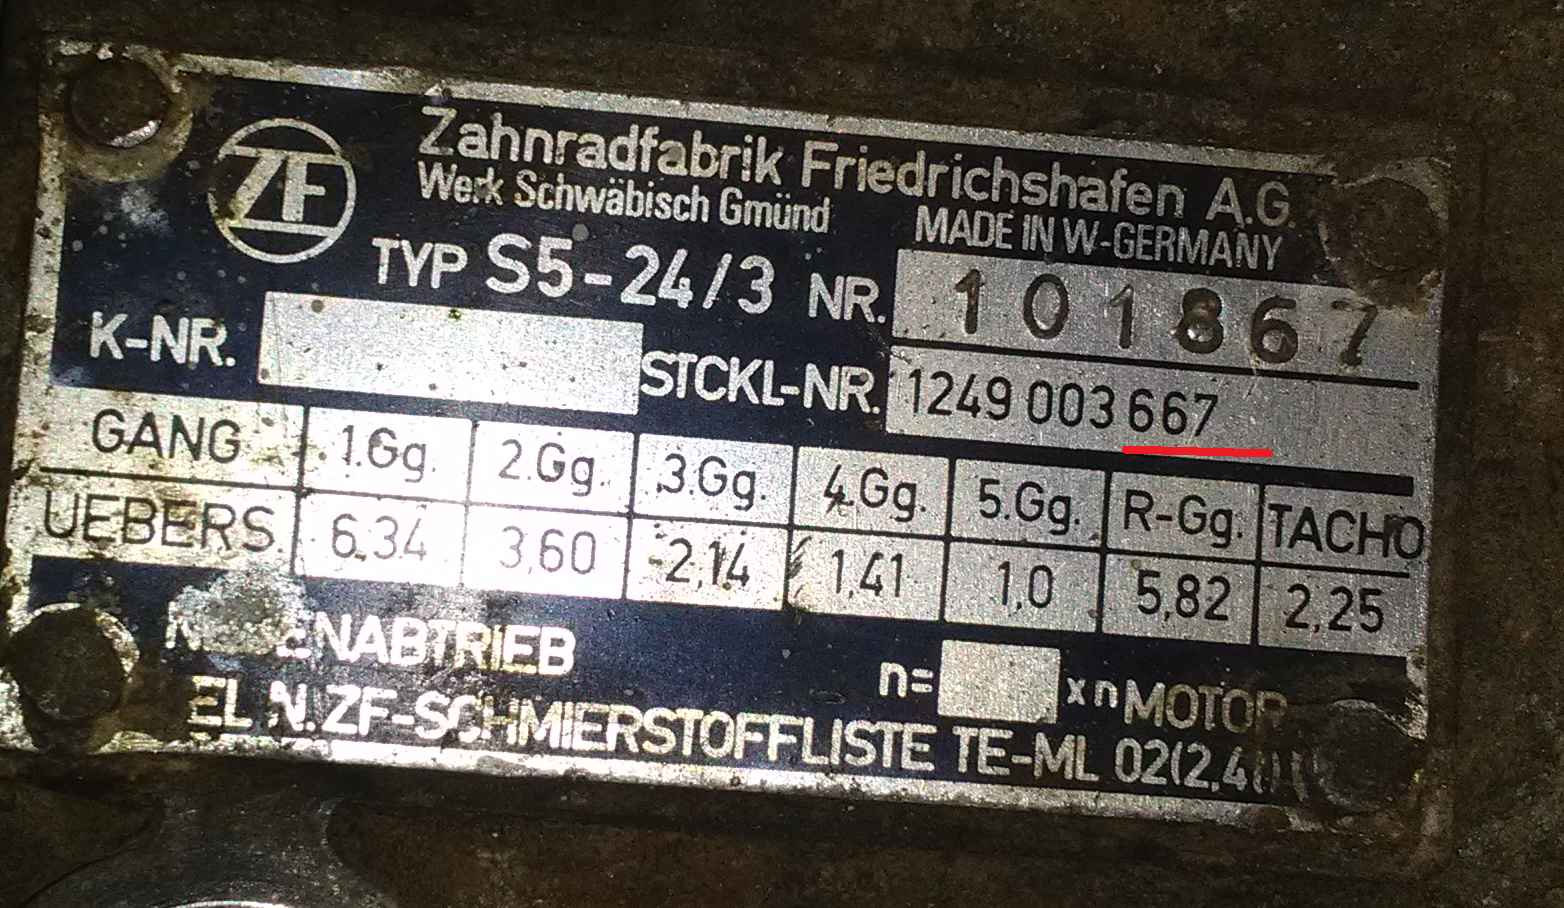 ZF
Zahnradfabrik Friedrichshafen A.G.
Werk Schwäbisch Gmünd
MADE IN W-GERMANY
TYP S5-24/3 NR. 101867
K-NR. STCKL-NR. 1249 003 667
GANG 1.Gg. 2.Gg. 3.Gg. 4.Gg. 5.Gg. R-Gg. TACHO
UEBERS. 6.34 3,60 2,14 1,41 1,0 5,82 2,25
n= xnMOTOR
N.ZF-SCHMIERSTOFFLISTE TE-ML 02